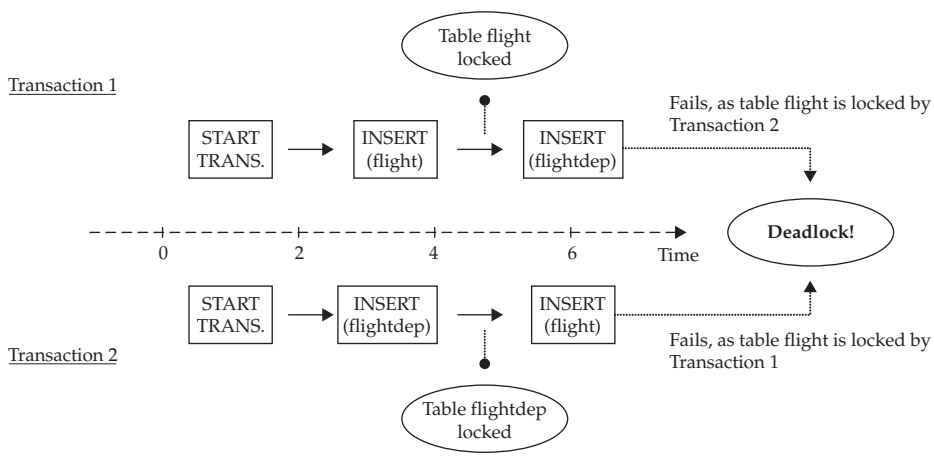 Table flight
locked
Transaction 1
Fails, as table flight is locked by
Transaction 2
START
TRANS.
INSERT
(flight)
INSERT
(flightdep)
Deadlock!
0
2
4
6
Time
START
TRANS.
INSERT
(flightdep)
INSERT
(flight)
Transaction 2
Fails, as table flight is locked by
Transaction 1
Table flightdep
locked